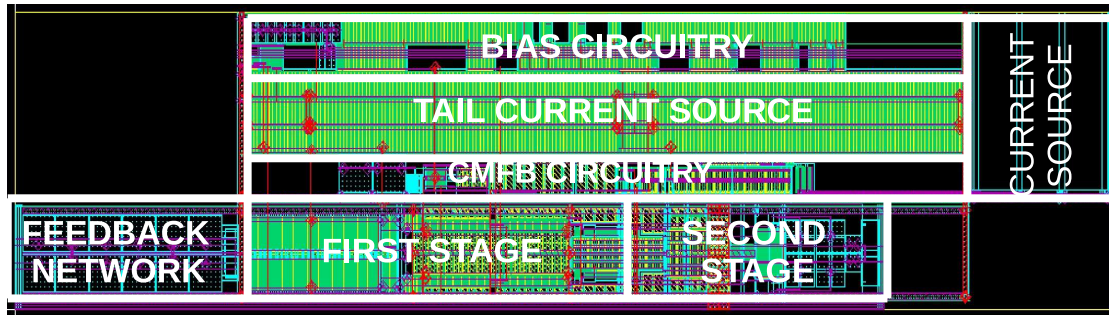 BIAS CIRCUITRY
TAIL CURRENT SOURCE
CMFB CIRCUITRY
CURRENT
SOURCE
FEEDBACK
NETWORK
FIRST STAGE
SECOND
STAGE